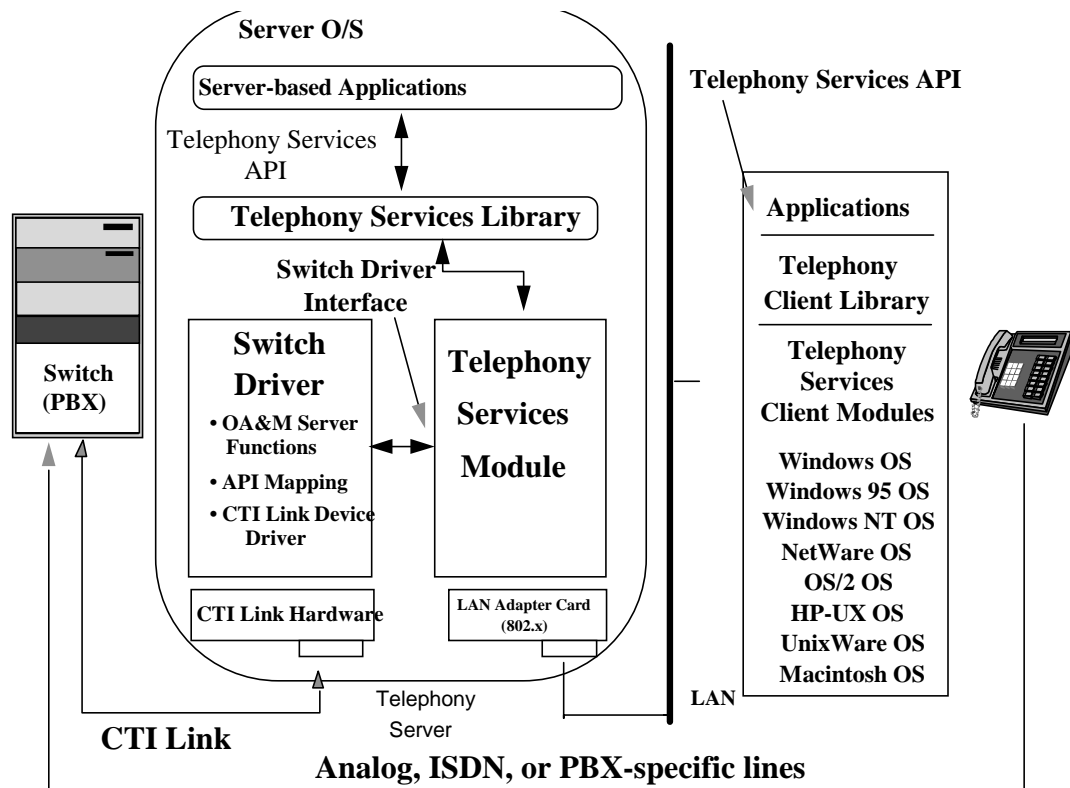 Server O/S
Server-based Applications
Telephony Services
API
Telephony Services Library
Switch Driver
Interface
Switch
Driver
• OA&M Server
Functions
• API Mapping
• CTI Link Device
Driver
Telephony
Services
Module
CTI Link Hardware
LAN Adapter Card
(802.x)
Telephony
Server
Switch
(PBX)
CTI Link
Analog, ISDN, or PBX-specific lines
LAN
Telephony Services API
Applications
Telephony
Client Library
Telephony
Services
Client Modules
Windows OS
Windows 95 OS
Windows NT OS
NetWare OS
OS/2 OS
HP-UX OS
UnixWare OS
Macintosh OS